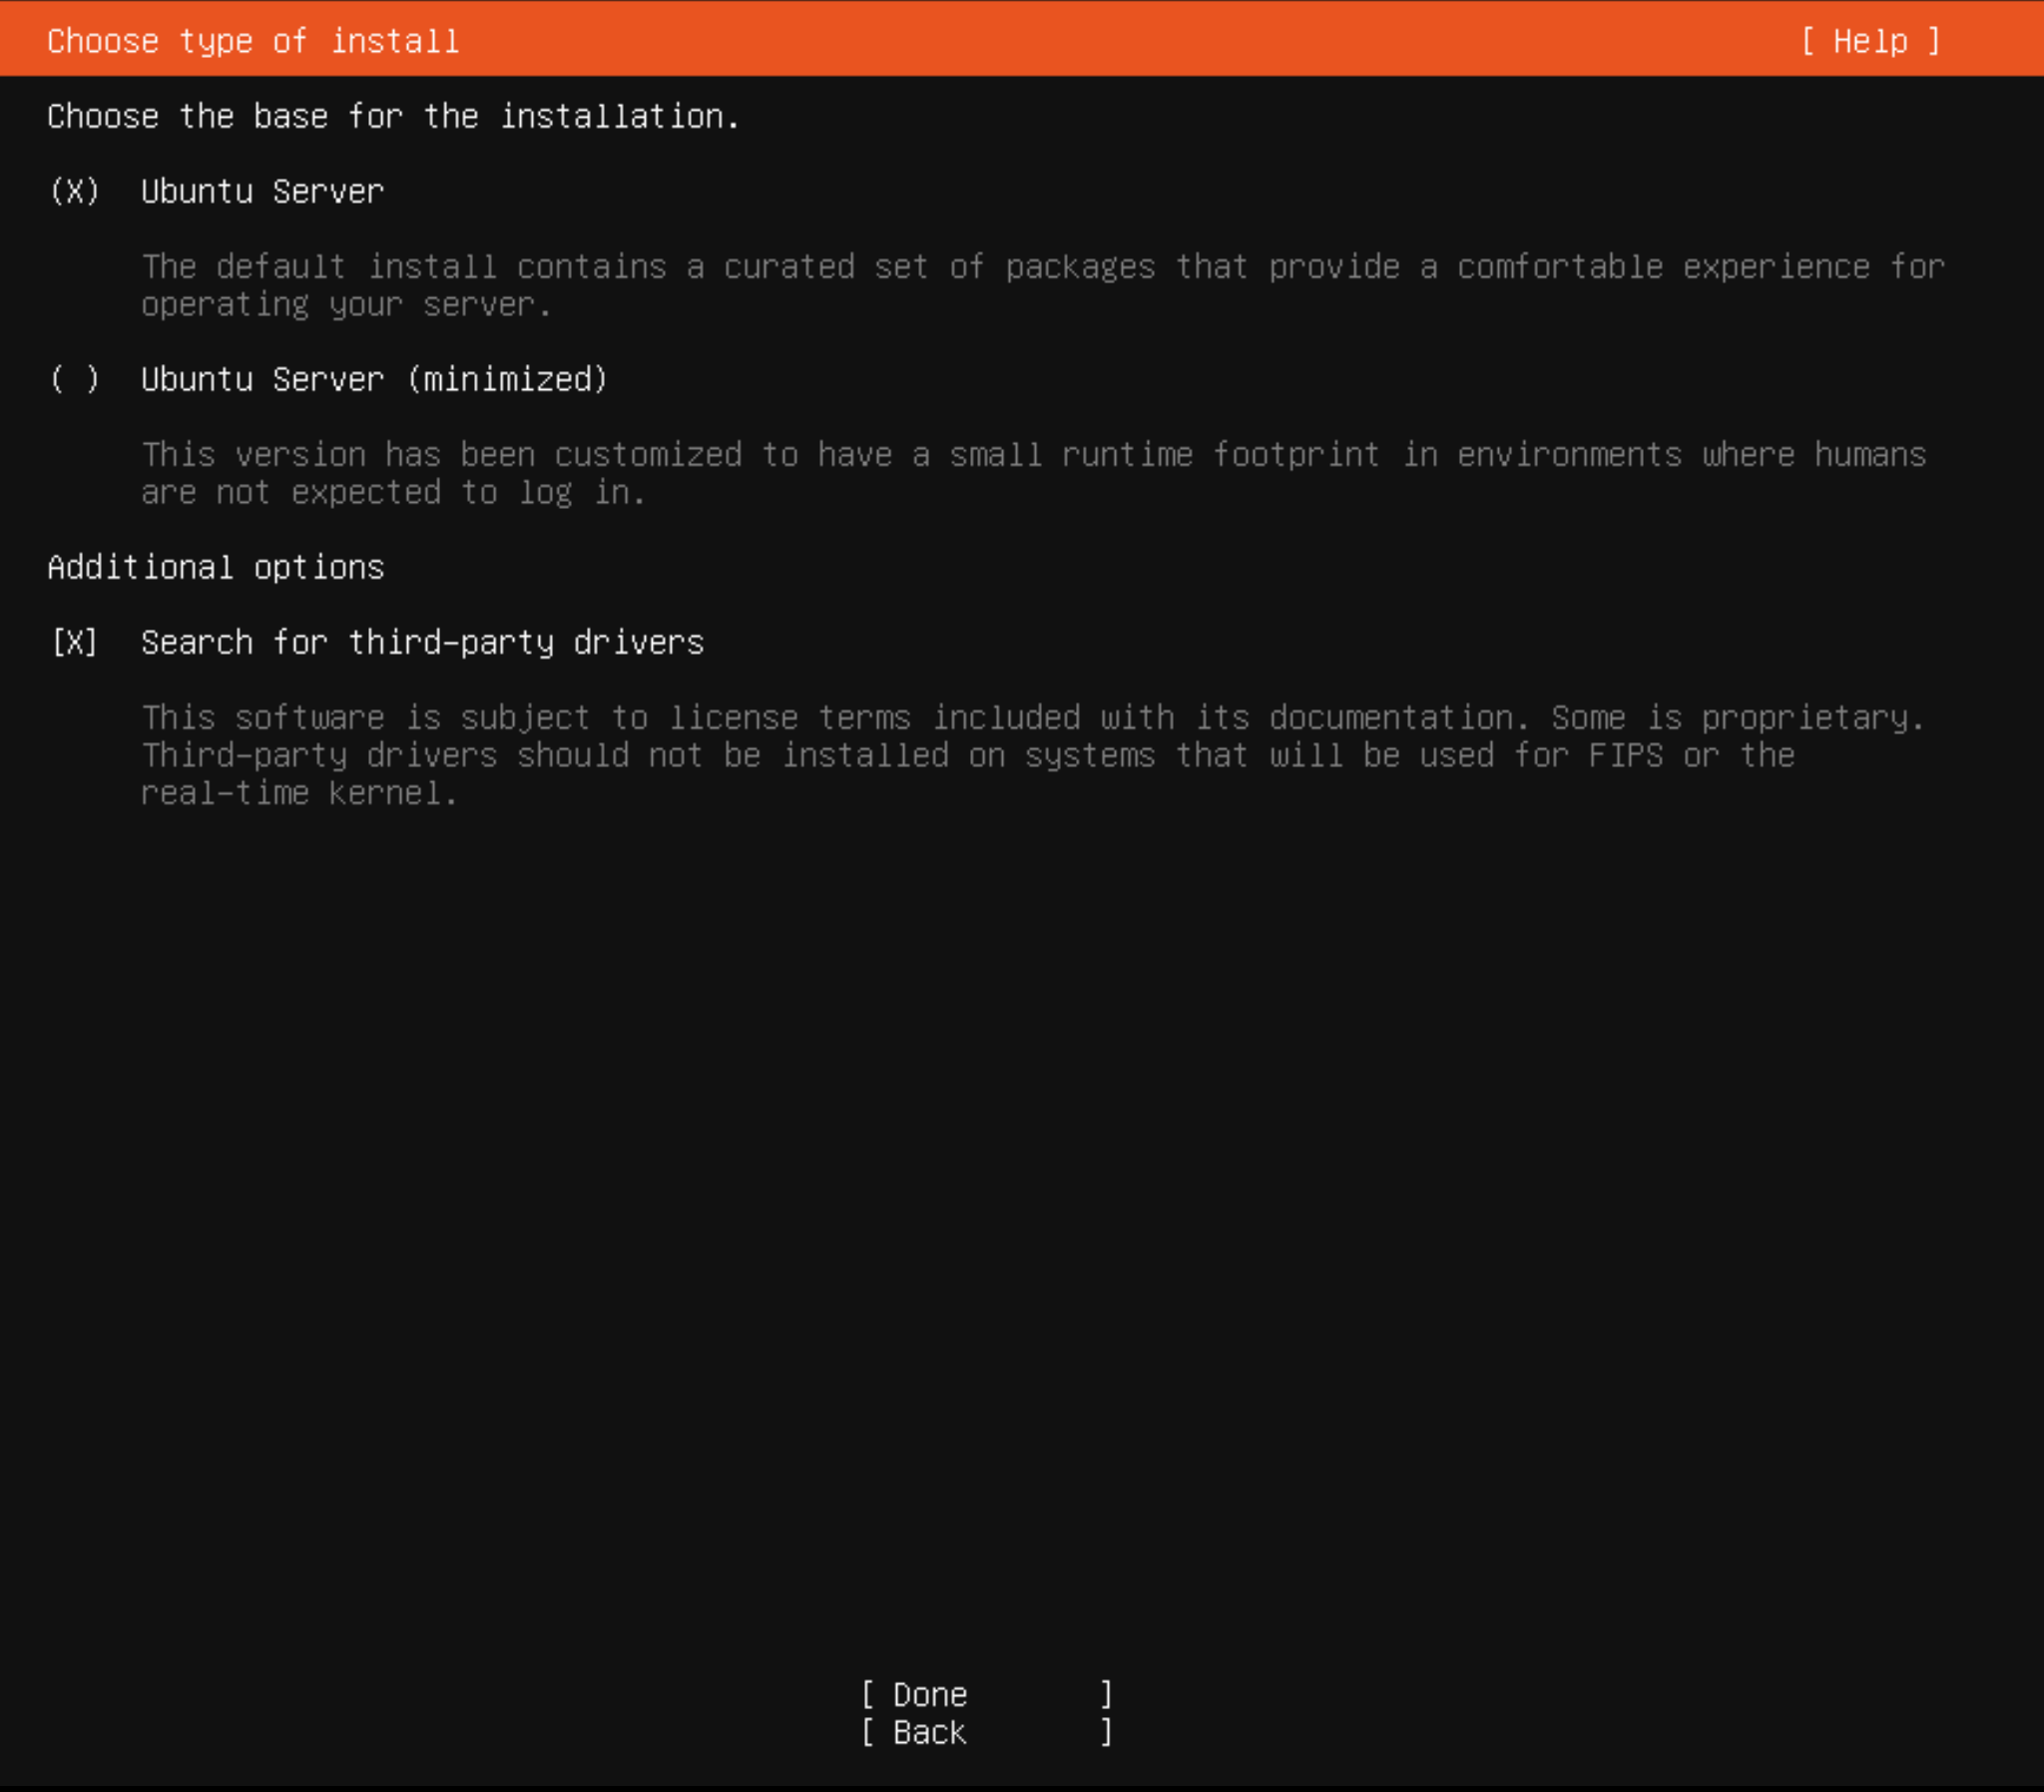 Choose type of install [ Help ]
Choose the base for the installation.
(X) Ubuntu Server
The default install contains a curated set of packages that provide a comfortable experience for
operating your server.
( ) Ubuntu Server (minimized)
This version has been customized to have a small runtime footprint in environments where humans
are not expected to log in.
Additional options
[X] Search for third-party drivers
This software is subject to license terms included with its documentation. Some is proprietary.
Third-party drivers should not be installed on systems that will be used for FIPS or the
real-time kernel.
[ Done ]
[ Back ]